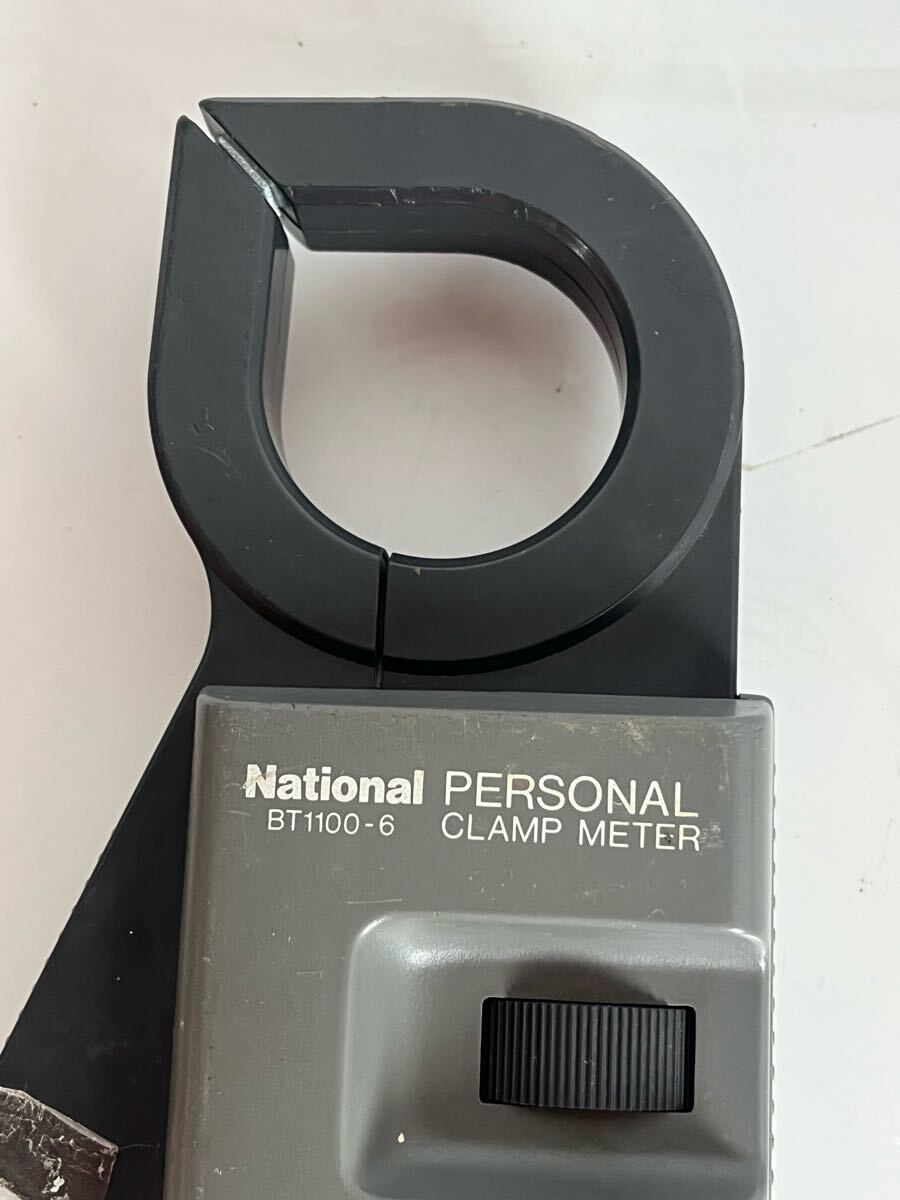 National PERSONAL
BT1100-6 CLAMP METER